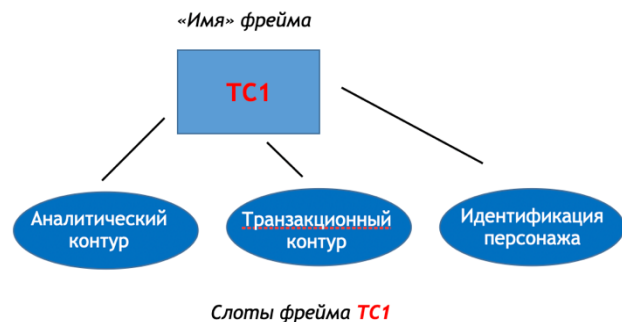 «Имя» фрейма
ТС1
Аналитический
контур
Транзакционный
контур
Идентификация
персонажа
Слоты фрейма ТС1